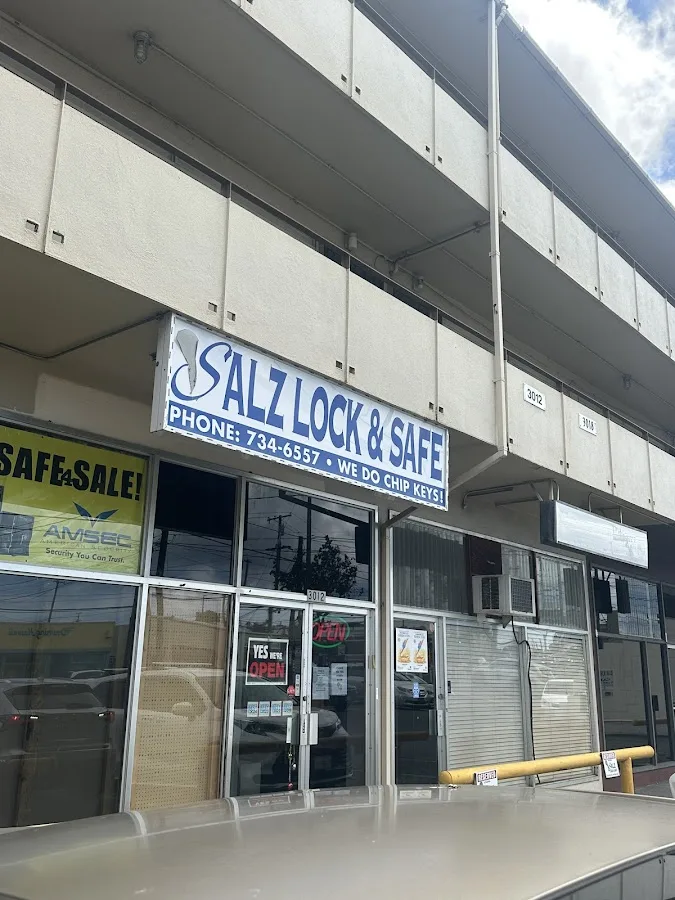 SALZ LOCK & SAFE
PHONE: 734-6557 • WE DO CHIP KEYS!
3012
3018
SAFE 4 SALE!
AMSEC
Security You Can Trust.
3012
YES WE'RE
OPEN
OPEN
RESERVED